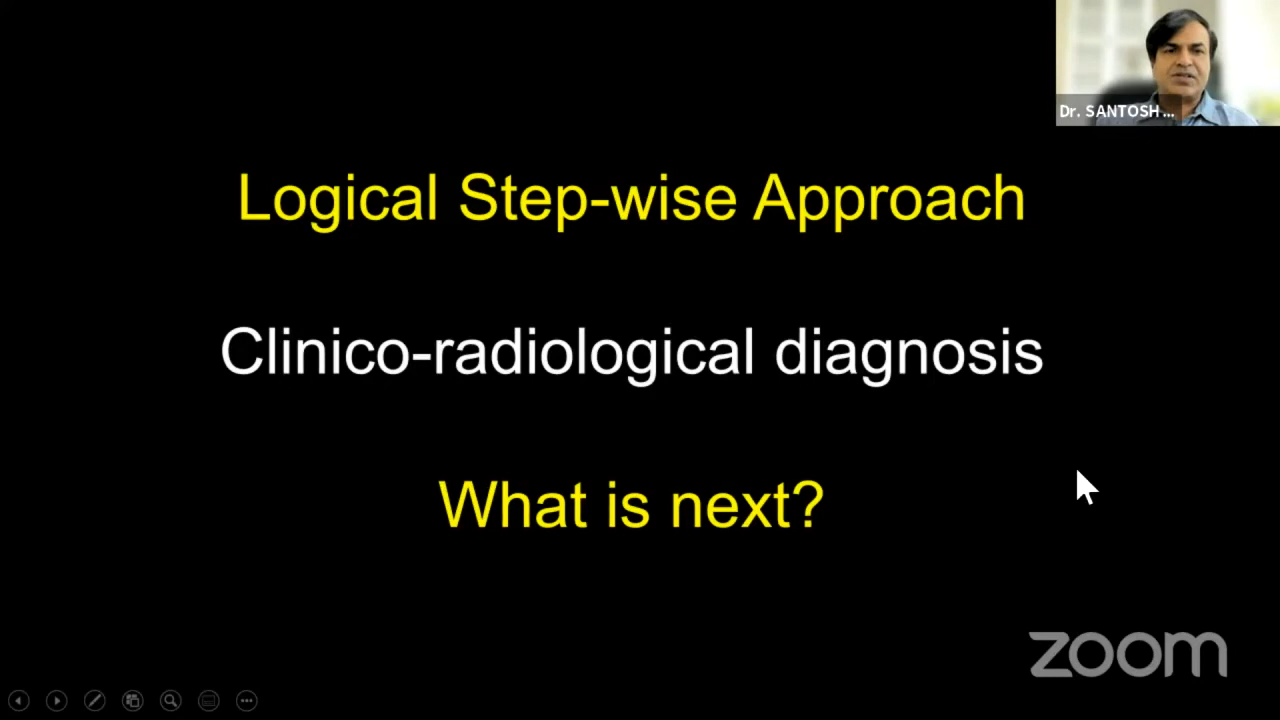 Dr. SANTOSH ...
Logical Step-wise Approach
Clinico-radiological diagnosis
What is next?
zoom